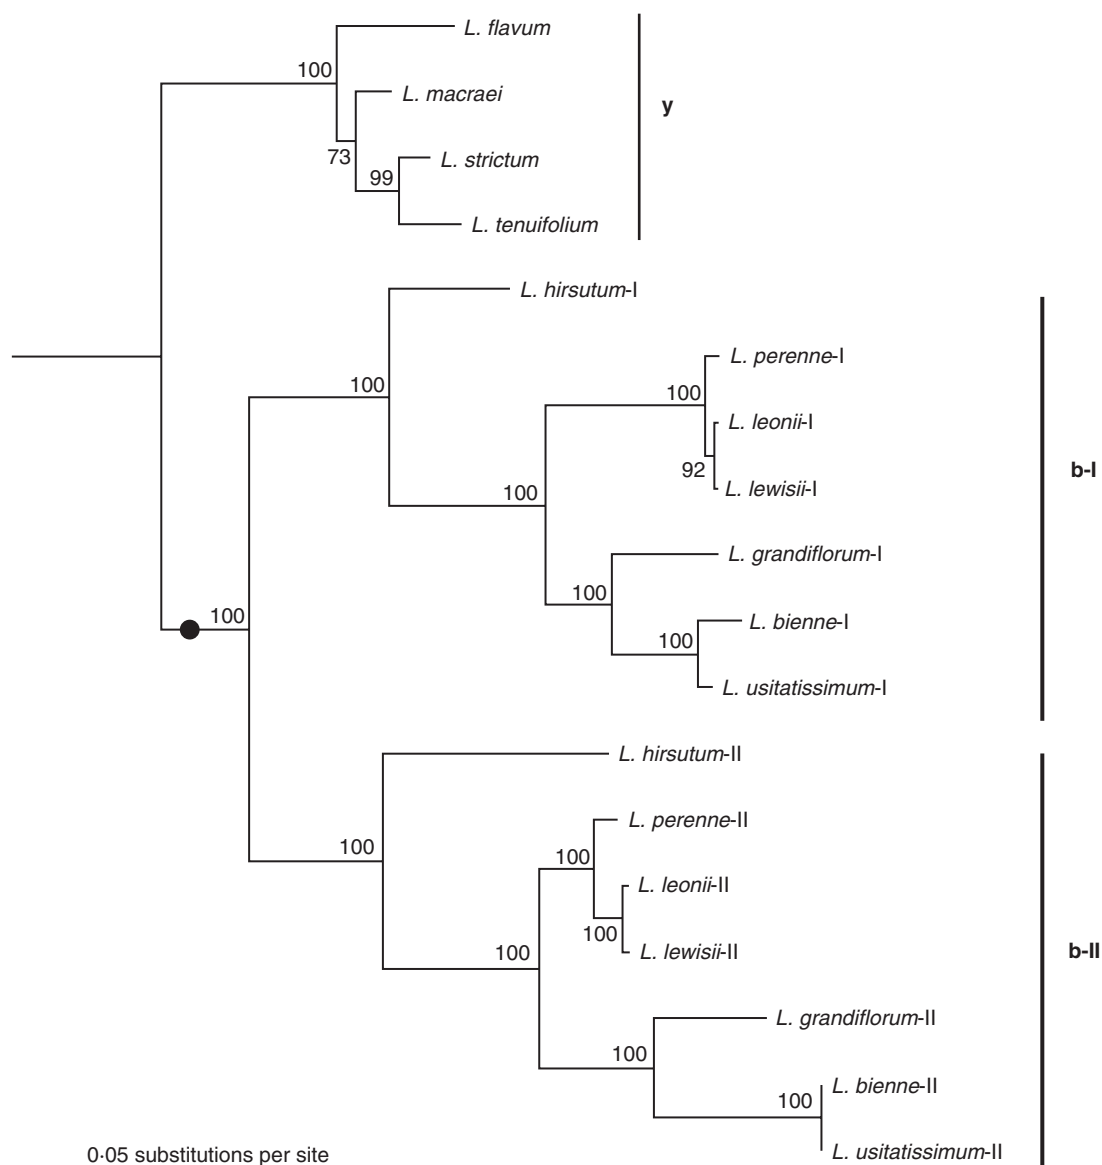 L. flavum
100
L. macraei
y
73
L. strictum
99
L. tenuifolium
L. hirsutum-I
L. perenne-I
100
100
L. leonii-I
92
b-I
L. lewisii-I
100
L. grandiflorum-I
100
100
L. bienne-I
100
L. usitatissimum-I
L. hirsutum-II
L. perenne-II
100
100
L. leonii-II
100
L. lewisii-II
b-II
100
L. grandiflorum-II
100
L. bienne-II
100
L. usitatissimum-II
0·05 substitutions per site